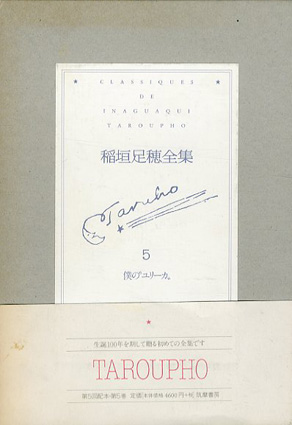 ★ CLASSIQUES ★
DE
INAGUAQUI
TAROUPHO
稲垣足穂全集
Taruho
5
僕の“ユリーカ”
★
生誕100年を期して贈る初めての全集です
TAROUPHO
第5回配本・第5巻 定価[本体価格4600円+税] 筑摩書房